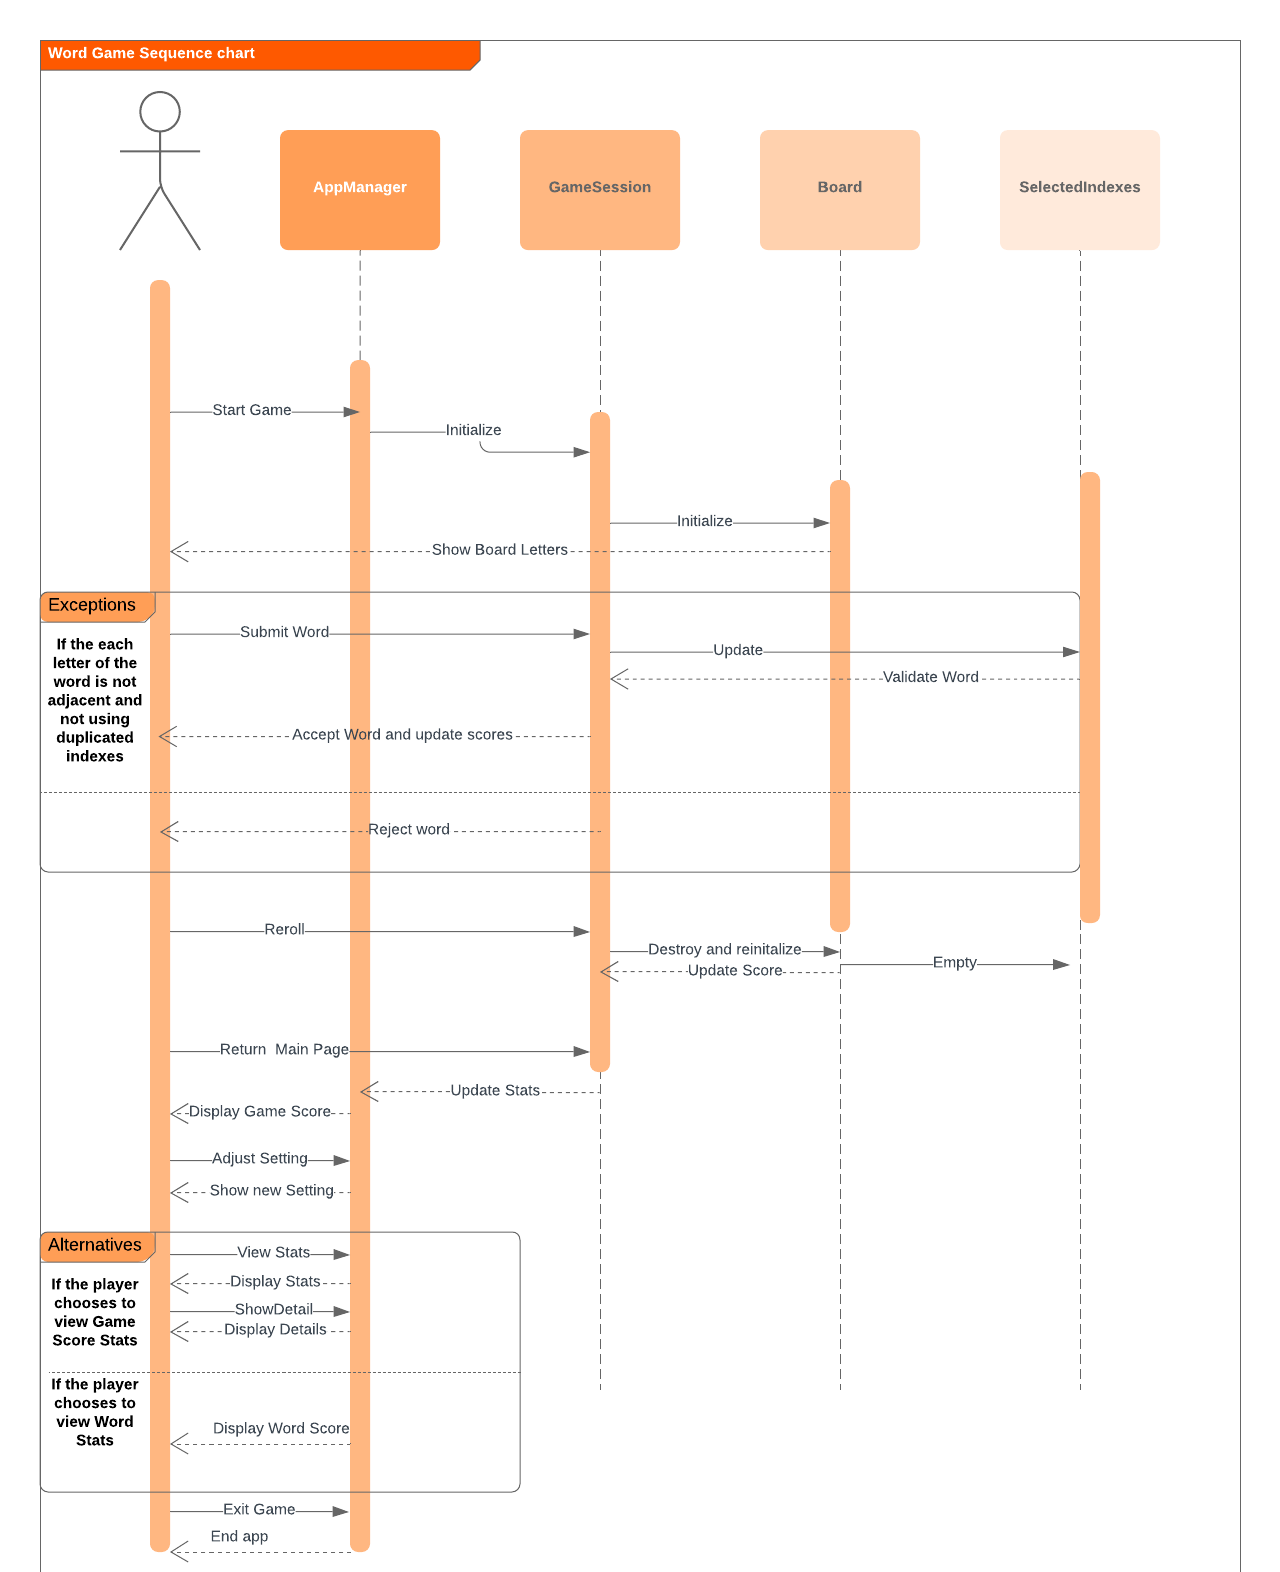 Word Game Sequence chart
AppManager
GameSession
Board
SelectedIndexes
Start Game
Initialize
Initialize
Show Board Letters
Exceptions
If the each
letter of the
word is not
adjacent and
not using
duplicated
indexes
Submit Word
Update
Validate Word
Accept Word and update scores
Reject word
Reroll
Destroy and reinitalize
Empty
Update Score
Return  Main Page
Update Stats
Display Game Score
Adjust Setting
Show new Setting
Alternatives
If the player
chooses to
view Game
Score Stats
View Stats
Display Stats
ShowDetail
Display Details
If the player
chooses to
view Word
Stats
Display Word Score
Exit Game
End app